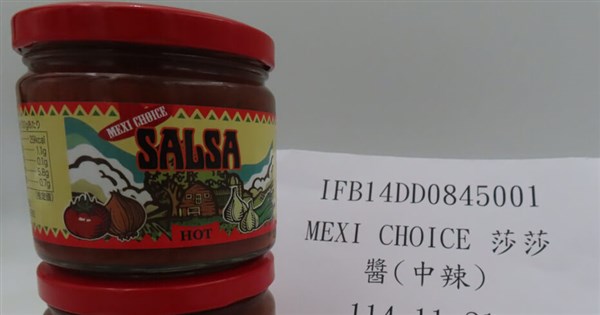 MEXI CHOICE
SALSA
HOT
IFB14DD0845001
MEXI CHOICE 莎莎
醬(中辣)